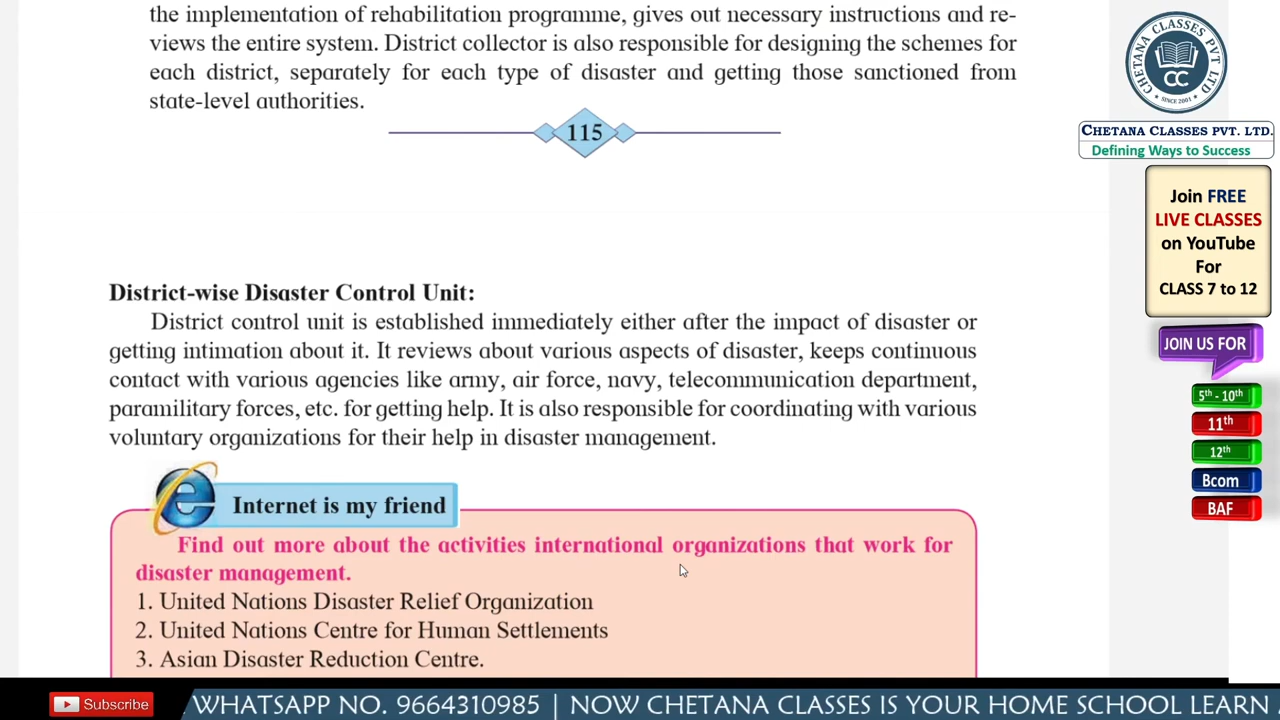 the implementation of rehabilitation programme, gives out necessary instructions and re-
views the entire system. District collector is also responsible for designing the schemes for
each district, separately for each type of disaster and getting those sanctioned from
state-level authorities.
115
District-wise Disaster Control Unit:
District control unit is established immediately either after the impact of disaster or
getting intimation about it. It reviews about various aspects of disaster, keeps continuous
contact with various agencies like army, air force, navy, telecommunication department,
paramilitary forces, etc. for getting help. It is also responsible for coordinating with various
voluntary organizations for their help in disaster management.
Internet is my friend
Find out more about the activities international organizations that work for
disaster management.
1. United Nations Disaster Relief Organization
2. United Nations Centre for Human Settlements
3. Asian Disaster Reduction Centre.
CHETANA CLASSES PVT LTD
CC
SINCE 2001
CHETANA CLASSES PVT. LTD.
Defining Ways to Success
Join FREE
LIVE CLASSES
on YouTube
For
CLASS 7 to 12
JOIN US FOR
5th - 10th
11th
12th
Bcom
BAF
Subscribe
WHATSAPP NO. 9664310985 | NOW CHETANA CLASSES IS YOUR HOME SCHOOL LEARN